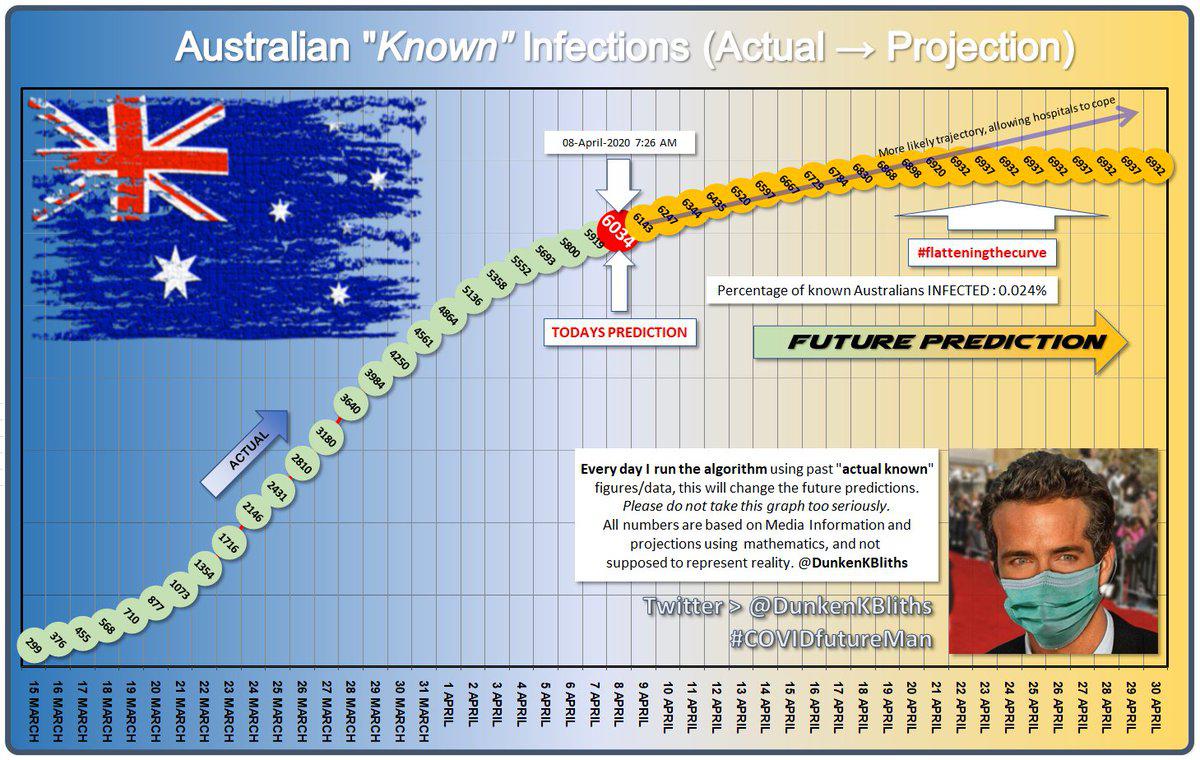 Australian "Known" Infections (Actual → Projection)
More likely trajectory, allowing hospitals to cope
08-April-2020 7:26 AM
299
376
455
568
710
877
1073
1354
1716
2146
2431
2810
3180
3640
3984
4250
4561
4864
5136
5358
5552
5693
5800
5919
6034
6143
6247
6344
6435
6520
6597
6667
6729
6784
6830
6868
6898
6920
6932
6937
6932
6937
6932
6937
6932
6937
6932
#flatteningthecurve
Percentage of known Australians INFECTED : 0.024%
TODAYS PREDICTION
FUTURE PREDICTION
ACTUAL
Every day I run the algorithm using past "actual known"
figures/data, this will change the future predictions.
Please do not take this graph too seriously.
All numbers are based on Media Information and
projections using mathematics, and not
supposed to represent reality. @DunkenKBliths
Twitter > @DunkenKBliths
#COVIDfutureMan
15 MARCH
16 MARCH
17 MARCH
18 MARCH
19 MARCH
20 MARCH
21 MARCH
22 MARCH
23 MARCH
24 MARCH
25 MARCH
26 MARCH
27 MARCH
28 MARCH
29 MARCH
30 MARCH
31 MARCH
1 APRIL
2 APRIL
3 APRIL
4 APRIL
5 APRIL
6 APRIL
7 APRIL
8 APRIL
9 APRIL
10 APRIL
11 APRIL
12 APRIL
13 APRIL
14 APRIL
15 APRIL
16 APRIL
17 APRIL
18 APRIL
19 APRIL
20 APRIL
21 APRIL
22 APRIL
23 APRIL
24 APRIL
25 APRIL
26 APRIL
27 APRIL
28 APRIL
29 APRIL
30 APRIL